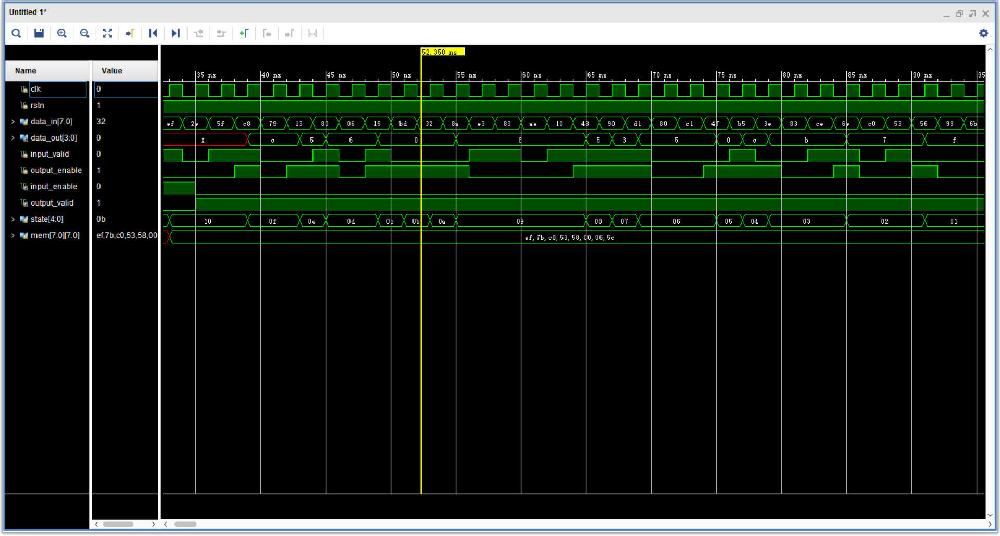 Untitled 1*
52.350 ns
Name Value
35 ns 40 ns 45 ns 50 ns 55 ns 60 ns 65 ns 70 ns 75 ns 80 ns 85 ns 90 ns 95
clk 0
rstn 1
data_in[7:0] 32 ef 2e 5f c8 79 13 80 06 15 bd 32 8a e3 83 ae 10 43 90 d1 80 c1 47 b5 3e 83 ce 6e c0 53 56 99 6b
data_out[3:0] 0 X c 5 6 0 8 5 3 5 0 c b 7 f
input_valid 0
output_enable 1
input_enable 0
output_valid 1
state[4:0] 0b 10 0f 0e 0d 0c 0b 0a 09 08 07 06 05 04 03 02 01
mem[7:0][7:0] ef,7b,c0,53,58,00 ef, 7b, c0, 53, 58, 00, 06, 5c